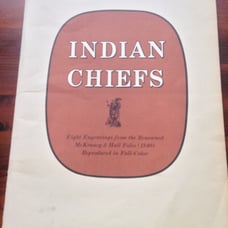 INDIAN
CHIEFS
Eight Engravings from the Renowned
McKenney & Hall Folio (1840)
Reproduced in Full-Color